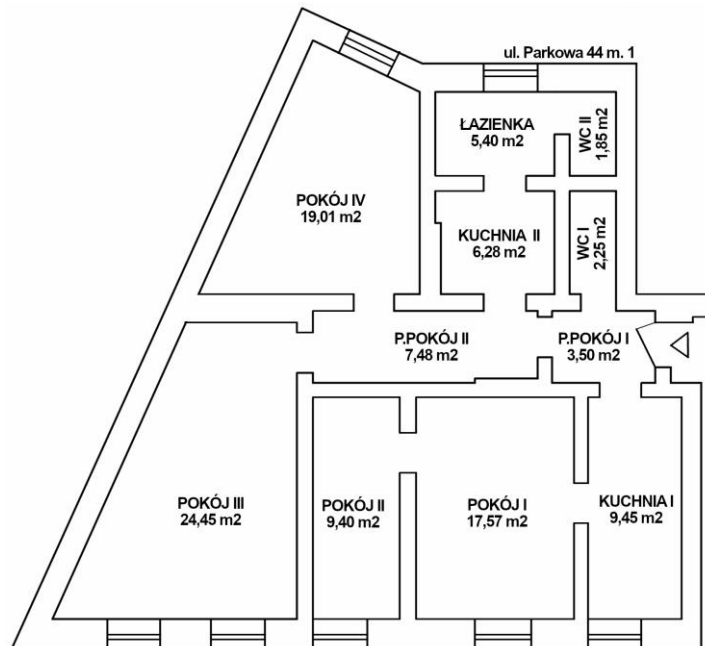 ul. Parkowa 44 m. 1
ŁAZIENKA
5,40 m2
WC II
1,85 m2
POKÓJ IV
19,01 m2
KUCHNIA II
6,28 m2
WC I
2,25 m2
P.POKÓJ II
7,48 m2
P.POKÓJ I
3,50 m2
POKÓJ III
24,45 m2
POKÓJ II
9,40 m2
POKÓJ I
17,57 m2
KUCHNIA I
9,45 m2